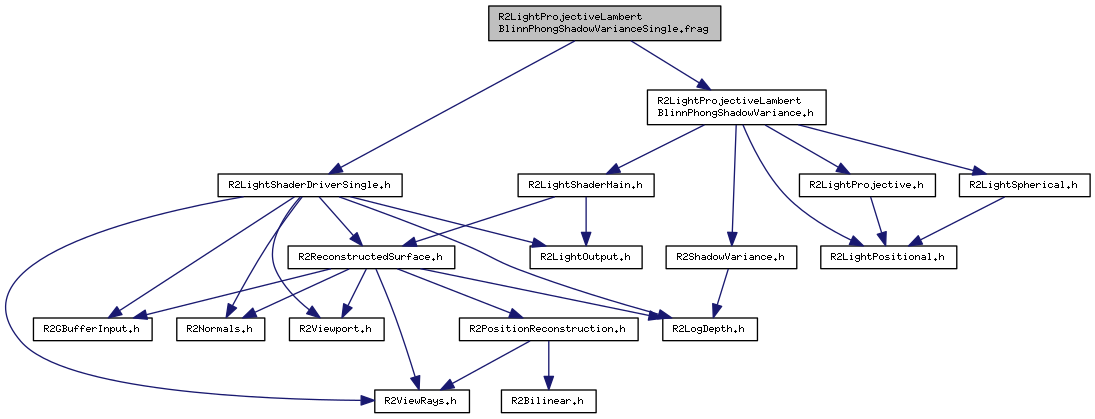 R2LightProjectiveLambert
BlinnPhongShadowVarianceSingle.frag
R2LightProjectiveLambert
BlinnPhongShadowVariance.h
R2LightShaderDriverSingle.h
R2LightShaderMain.h
R2LightProjective.h
R2LightSpherical.h
R2ReconstructedSurface.h
R2LightOutput.h
R2ShadowVariance.h
R2LightPositional.h
R2GBufferInput.h
R2Normals.h
R2Viewport.h
R2PositionReconstruction.h
R2LogDepth.h
R2ViewRays.h
R2Bilinear.h